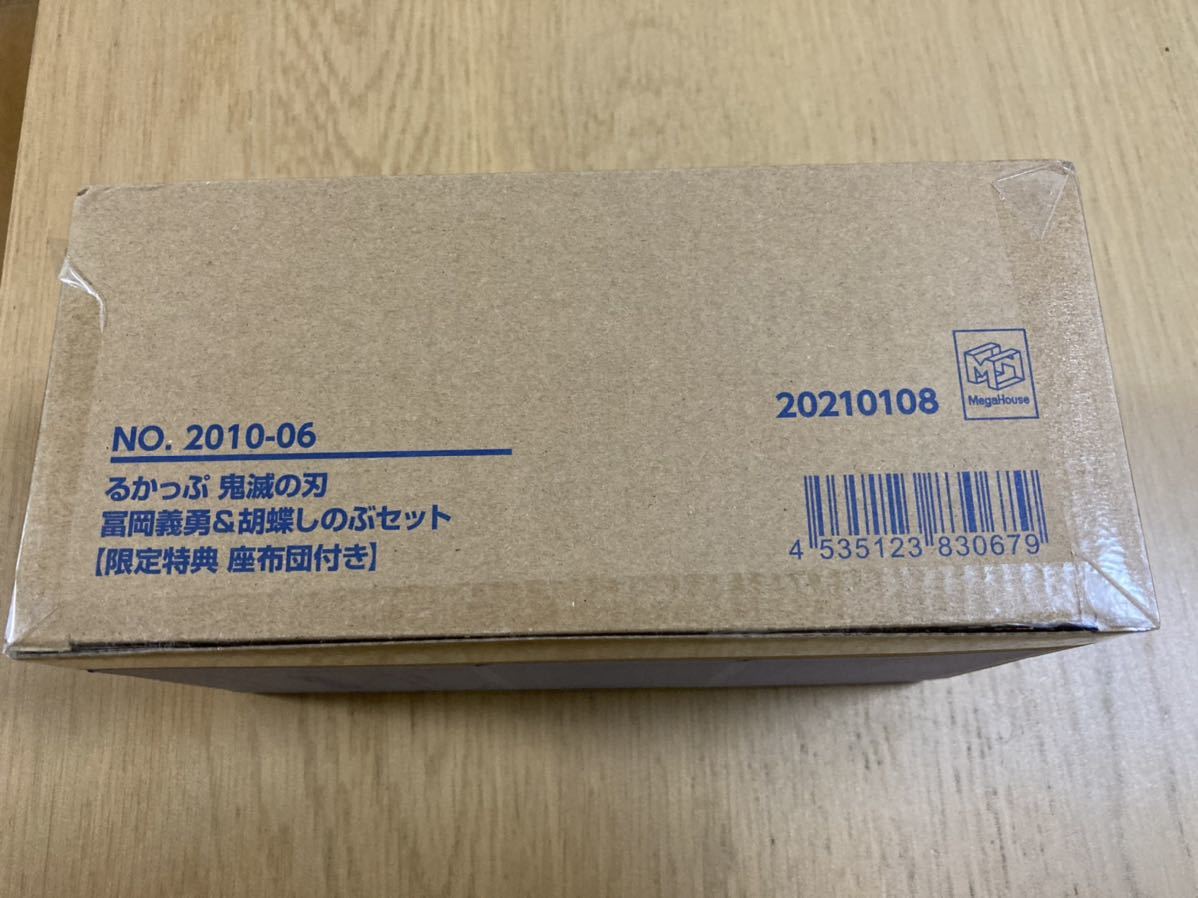 20210108
MegaHouse
NO. 2010-06
るかっぷ 鬼滅の刃
冨岡義勇&胡蝶しのぶセット
【限定特典 座布団付き】
4 535123 830679